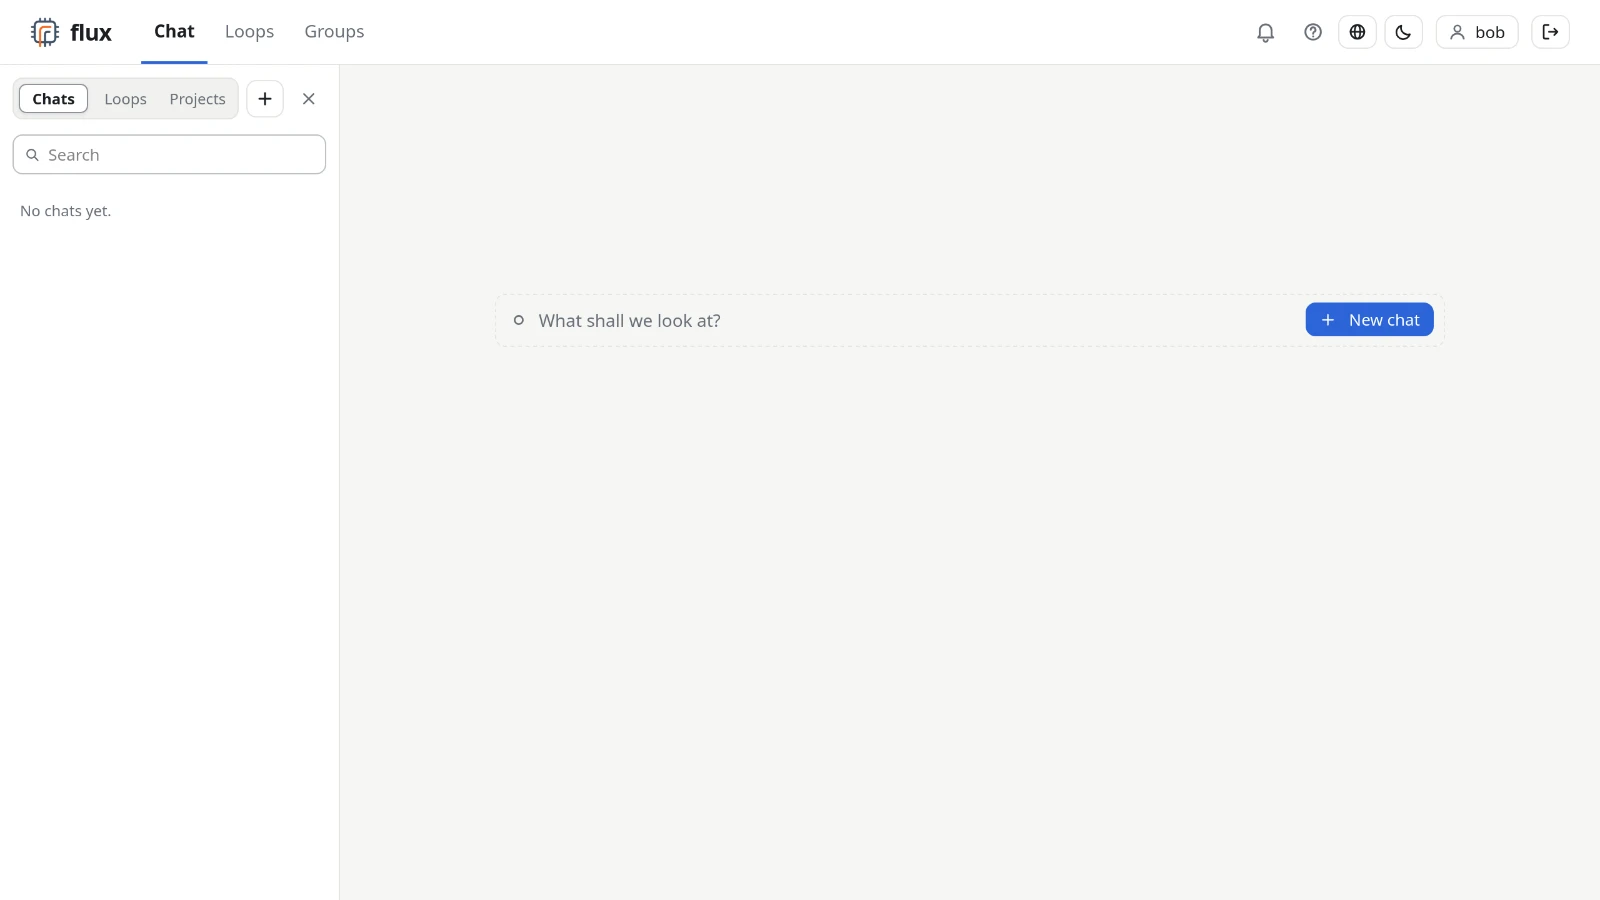 flux
Chat
Loops
Groups
bob
Chats
Loops
Projects
Search
No chats yet.
What shall we look at?
New chat